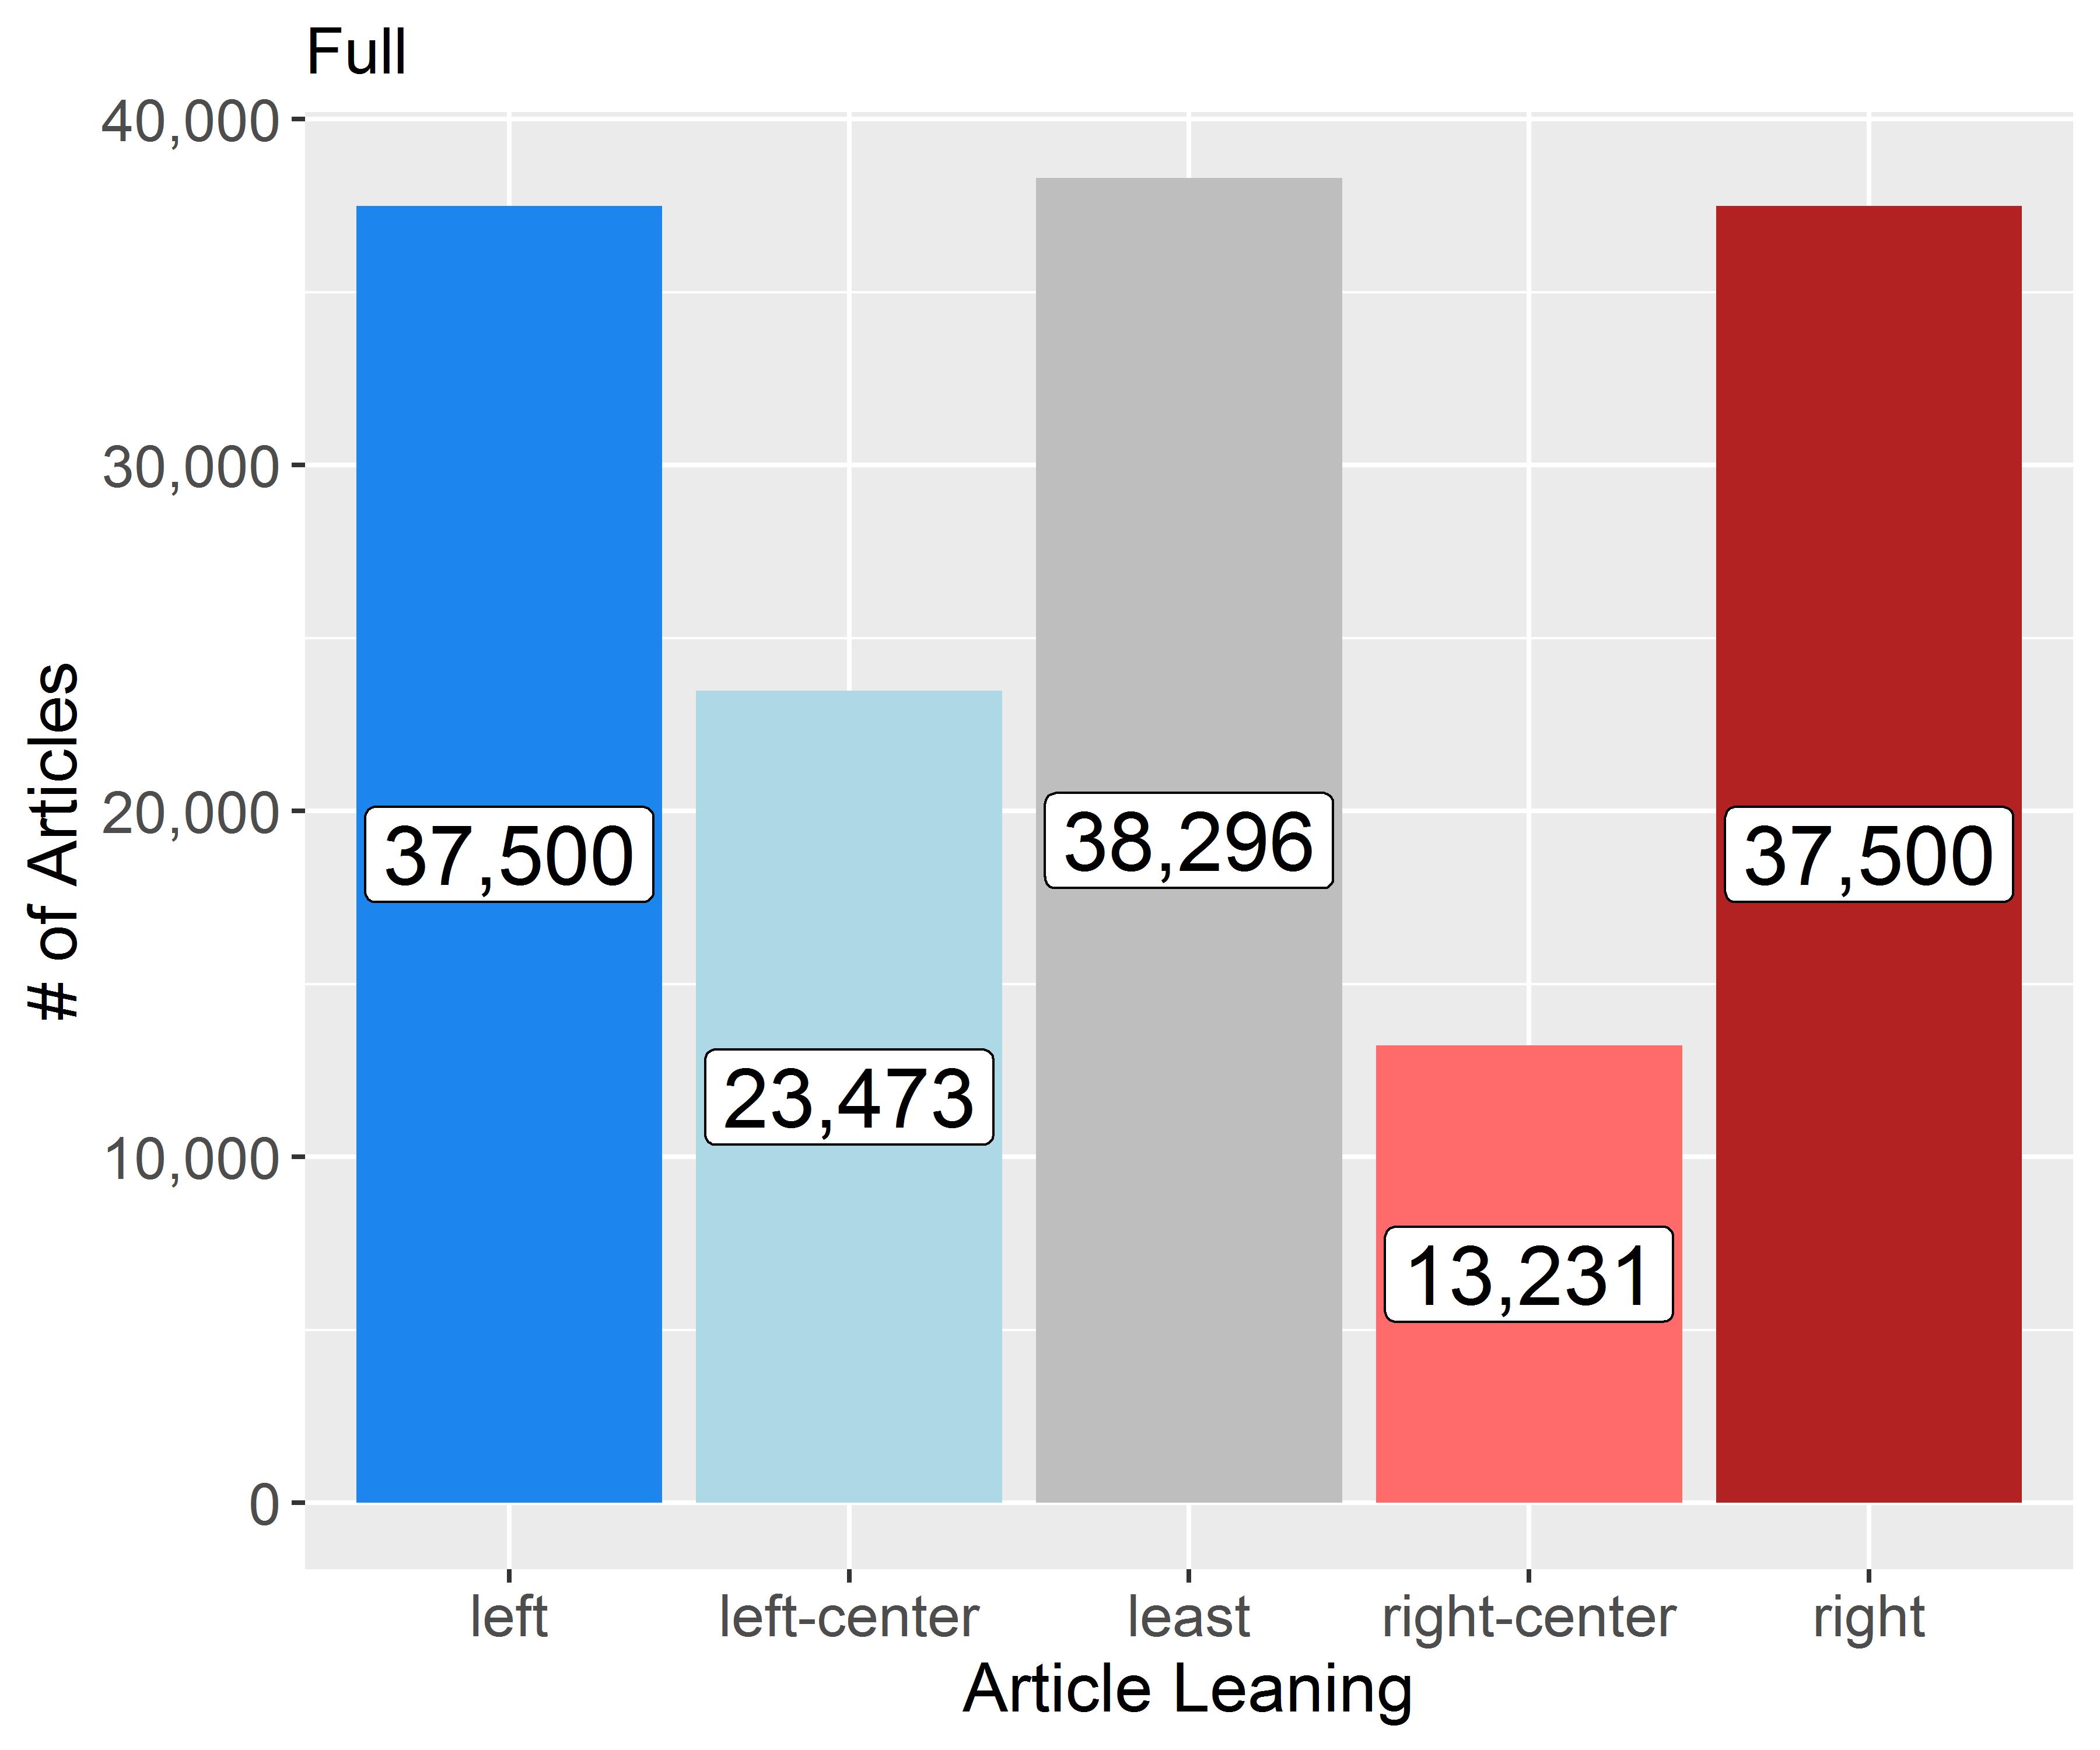 Full
# of Articles
40,000
30,000
20,000
10,000
0
37,500
23,473
38,296
13,231
37,500
left
left-center
least
right-center
right
Article Leaning